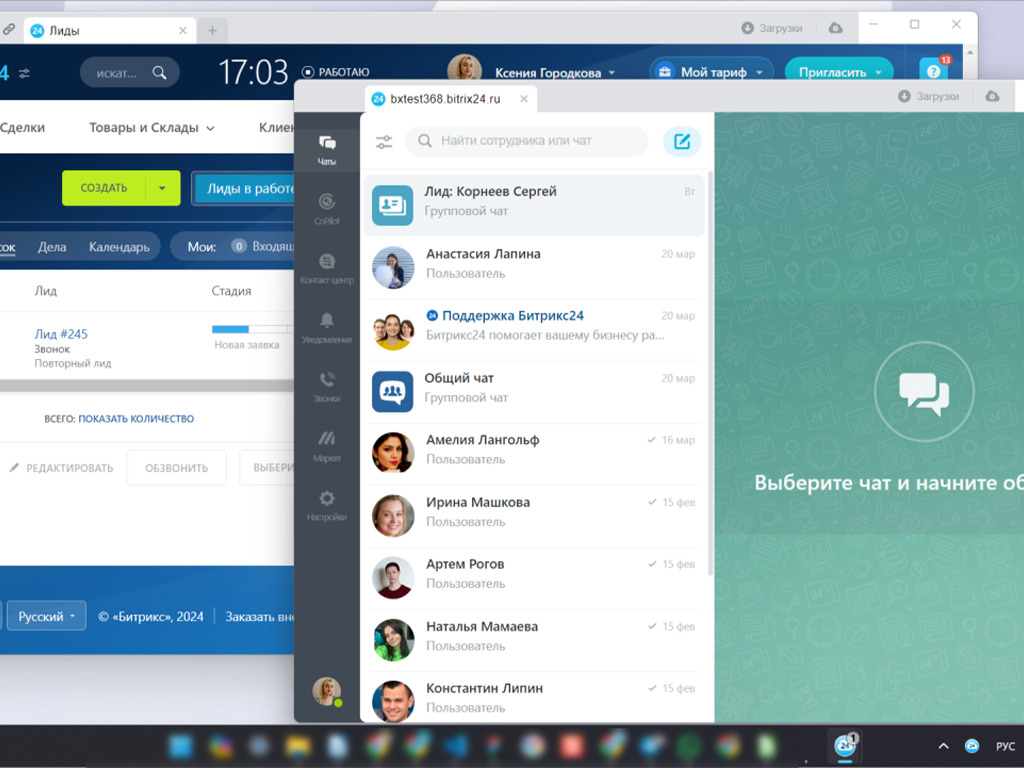 24 Лиды
Загрузки
4
искат...
17:03
РАБОТАЮ
Ксения Городкова
Мой тариф
Пригласить
? 13
Сделки
Товары и Склады
Клиен
СОЗДАТЬ
Лиды в работе
ок
Дела
Календарь
Мои:
0 Входящ
Лид
Стадия
Лид #245
Звонок
Повторный лид
Новая заявка
ВСЕГО: ПОКАЗАТЬ КОЛИЧЕСТВО
РЕДАКТИРОВАТЬ
ОБЗВОНИТЬ
ВЫБЕРИ
Русский
© «Битрикс», 2024
Заказать вне
24 bxtest368.bitrix24.ru
Загрузки
Чаты
CoPilot
Контакт-центр
Уведомления
Звонки
Маркет
Настройки
Найти сотрудника или чат
Лид: Корнеев Сергей
Вт
Групповой чат
Анастасия Лапина
20 мар
Пользователь
24 Поддержка Битрикс24
20 мар
Битрикс24 помогает вашему бизнесу ра...
Общий чат
20 мар
Групповой чат
Амелия Лангольф
16 мар
Пользователь
Ирина Машкова
15 фев
Пользователь
Артем Рогов
15 фев
Пользователь
Наталья Мамаева
15 фев
Пользователь
Константин Липин
15 фев
Пользователь
Выберите чат и начните об
24 1
24
РУС